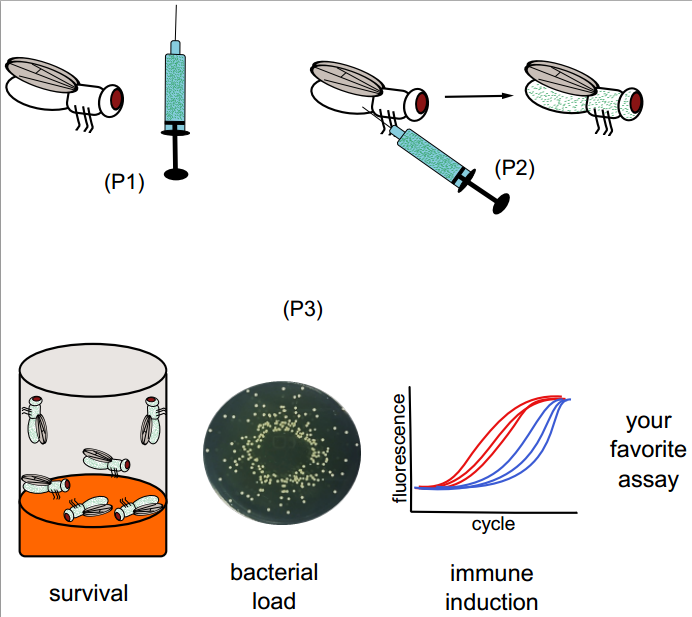 (P1)
(P2)
(P3)
fluorescence
cycle
your
favorite
assay
survival
bacterial
load
immune
induction